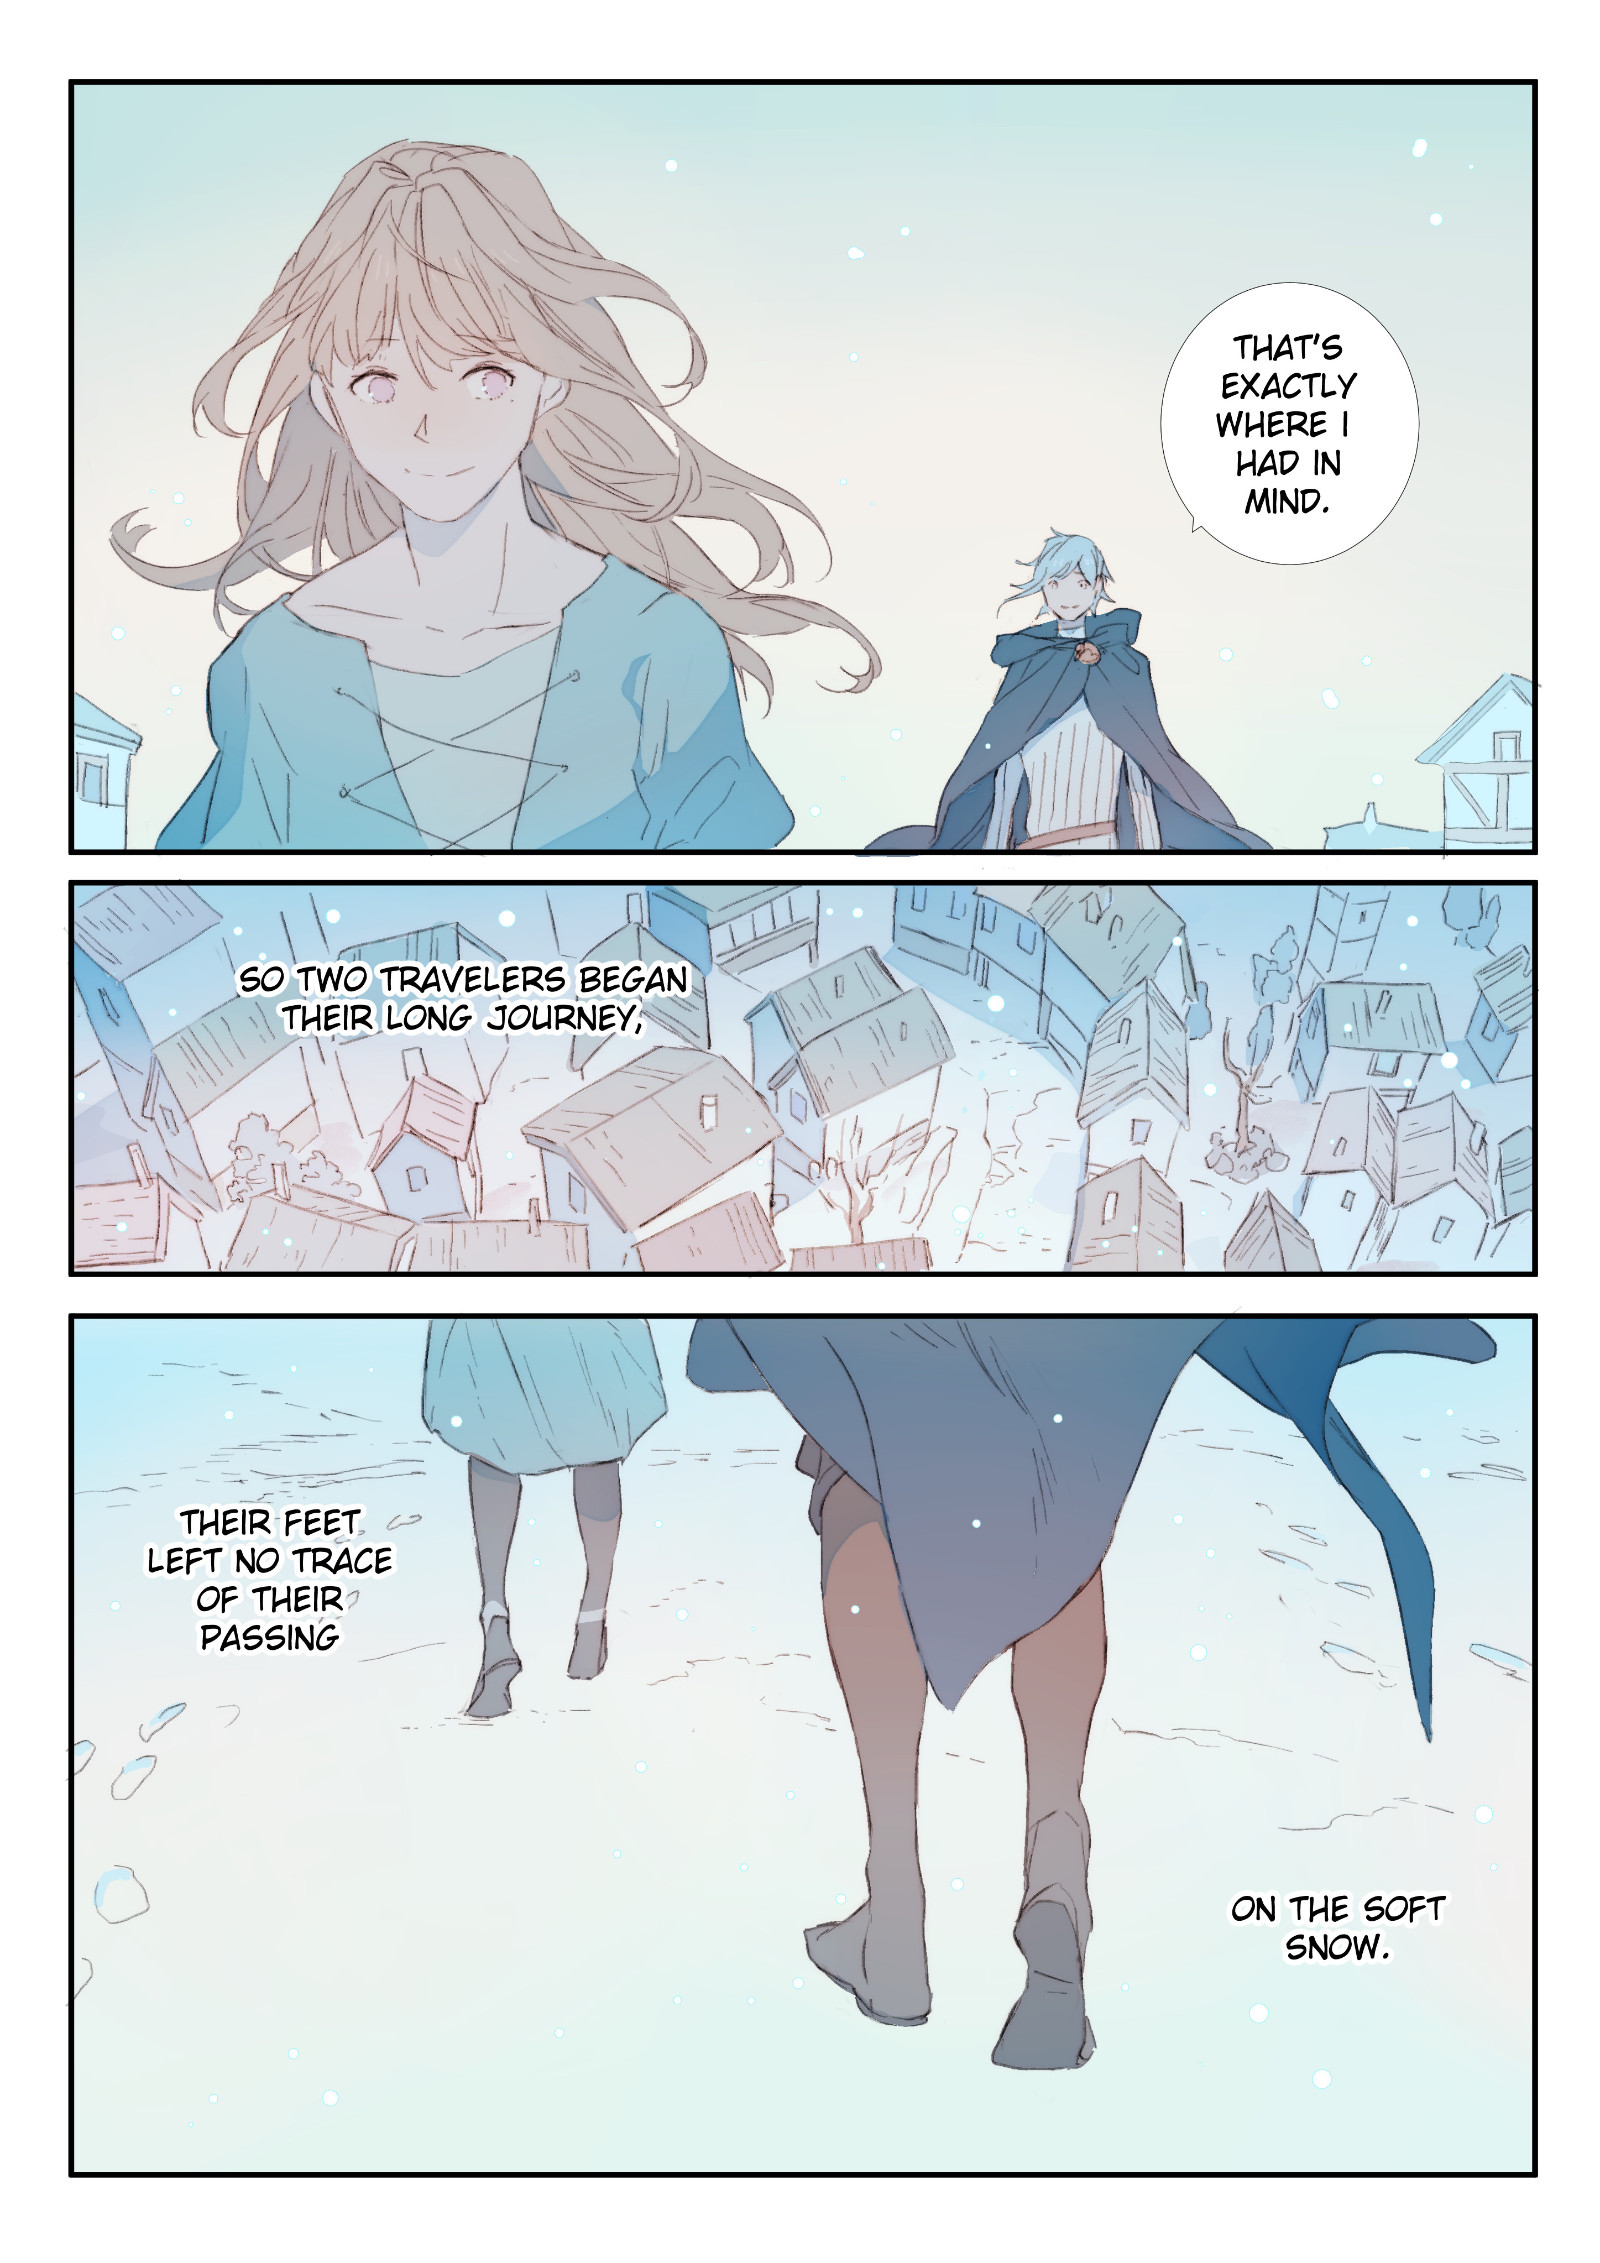 THAT'S
EXACTLY
WHERE I
HAD IN
MIND.
SO TWO TRAVELERS BEGAN
THEIR LONG JOURNEY,
THEIR FEET
LEFT NO TRACE
OF THEIR
PASSING
ON THE SOFT
SNOW.